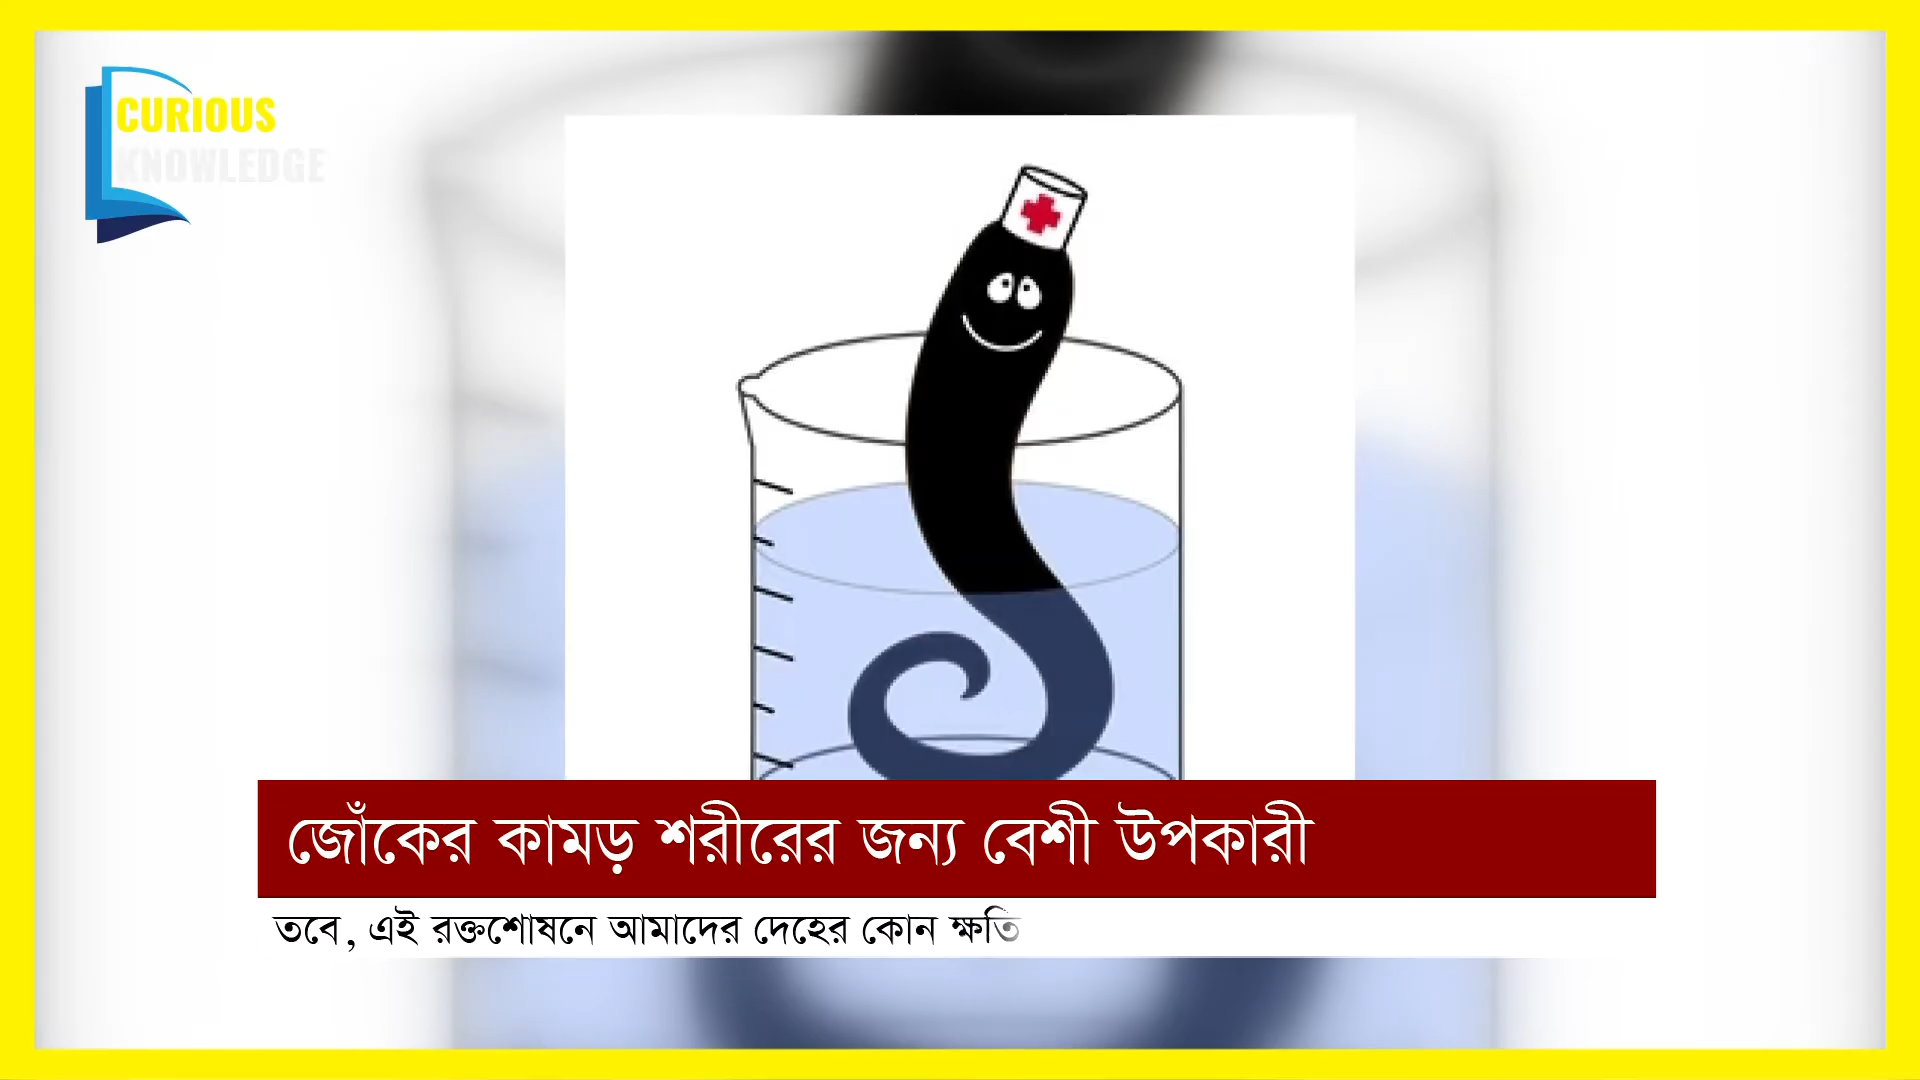 CURIOUS
KNOWLEDGE
জোঁকের কামড় শরীরের জন্য বেশী উপকারী
তবে, এই রক্তশোষনে আমাদের দেহের কোন ক্ষতি